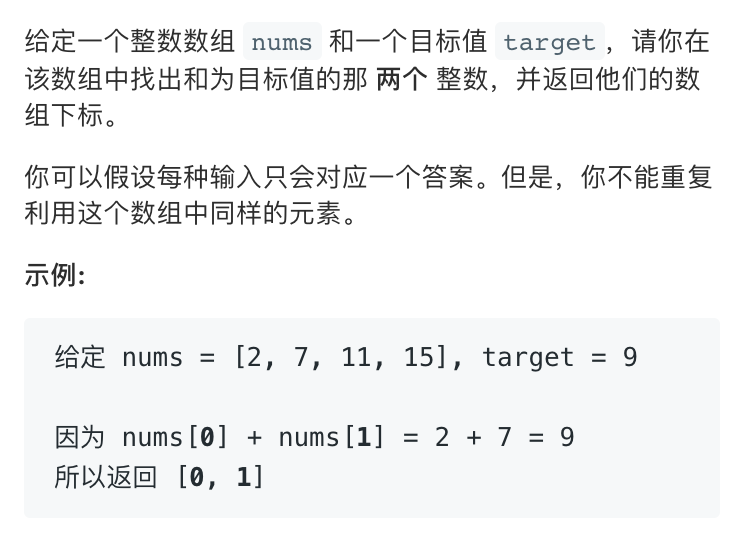 给定一个整数数组 nums 和一个目标值 target，请你在
该数组中找出和为目标值的那 两个 整数，并返回他们的数
组下标。
你可以假设每种输入只会对应一个答案。但是，你不能重复
利用这个数组中同样的元素。
示例:
给定 nums = [2, 7, 11, 15], target = 9
因为 nums[0] + nums[1] = 2 + 7 = 9
所以返回 [0, 1]